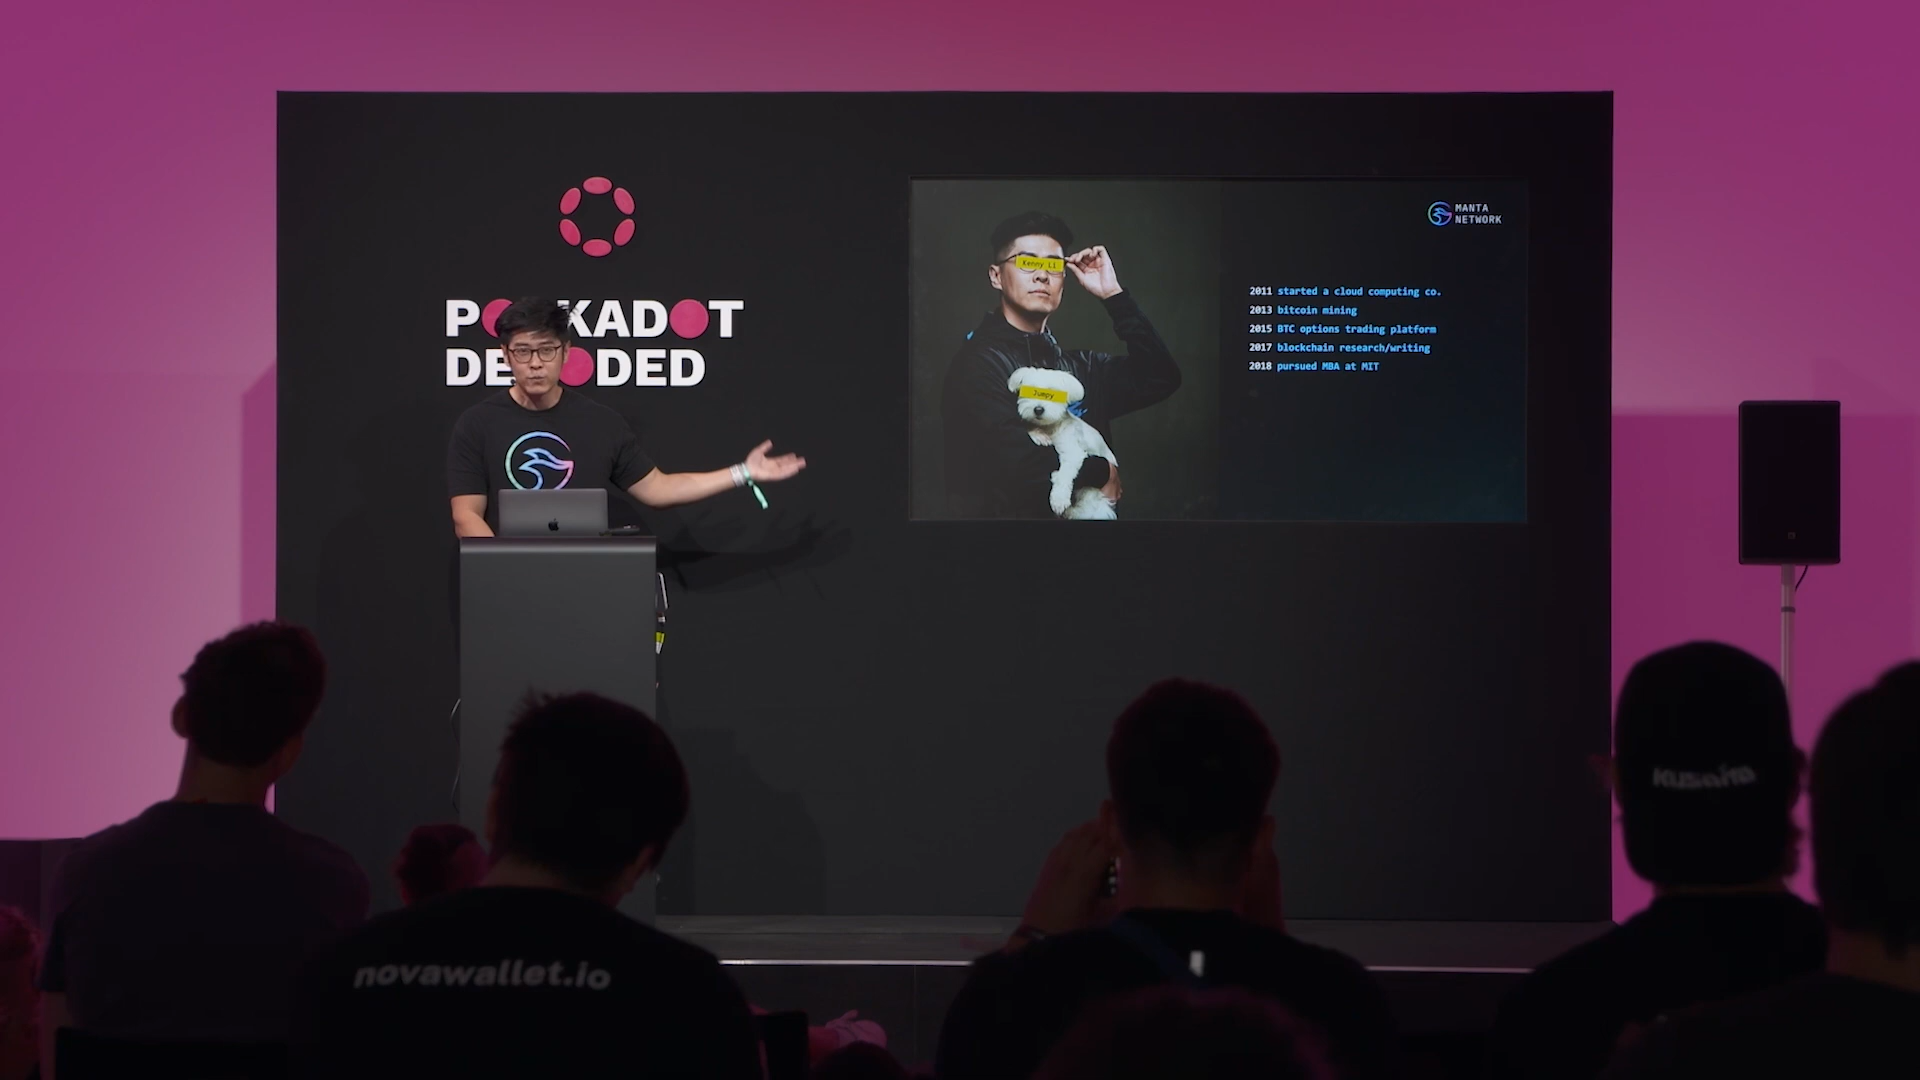 POLKADOT
DECODED
MANTA
NETWORK
Kenny Li
Jumpy
2011 started a cloud computing co.
2013 bitcoin mining
2015 BTC options trading platform
2017 blockchain research/writing
2018 pursued MBA at MIT
novawallet.io